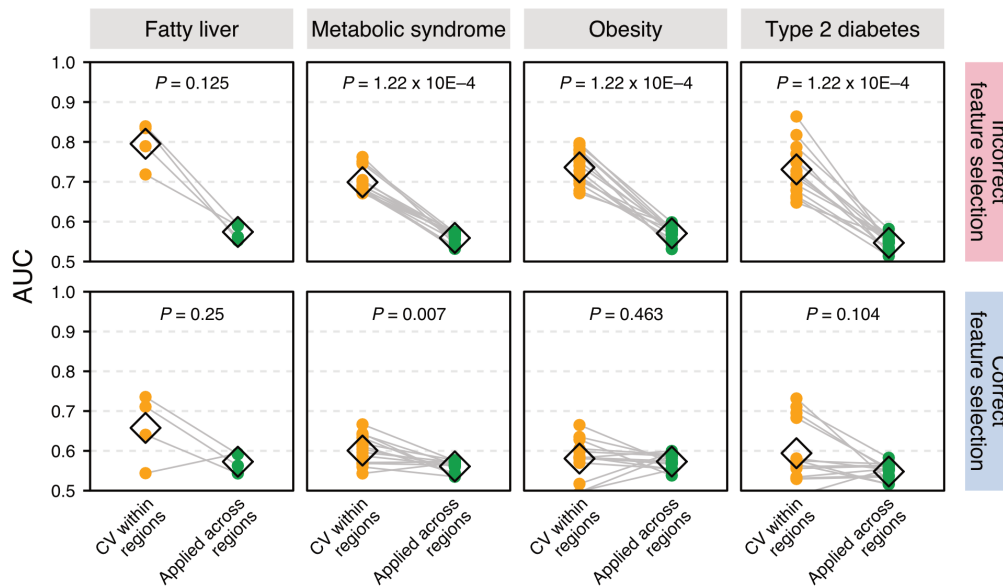 Fatty liver
Metabolic syndrome
Obesity
Type 2 diabetes
AUC
1.0
0.9
0.8
0.7
0.6
0.5
P = 0.125
P = 1.22 x 10E–4
P = 1.22 x 10E–4
P = 1.22 x 10E–4
Incorrect
feature selection
1.0
0.9
0.8
0.7
0.6
0.5
P = 0.25
P = 0.007
P = 0.463
P = 0.104
Correct
feature selection
CV within
regions
Applied across
regions
CV within
regions
Applied across
regions
CV within
regions
Applied across
regions
CV within
regions
Applied across
regions